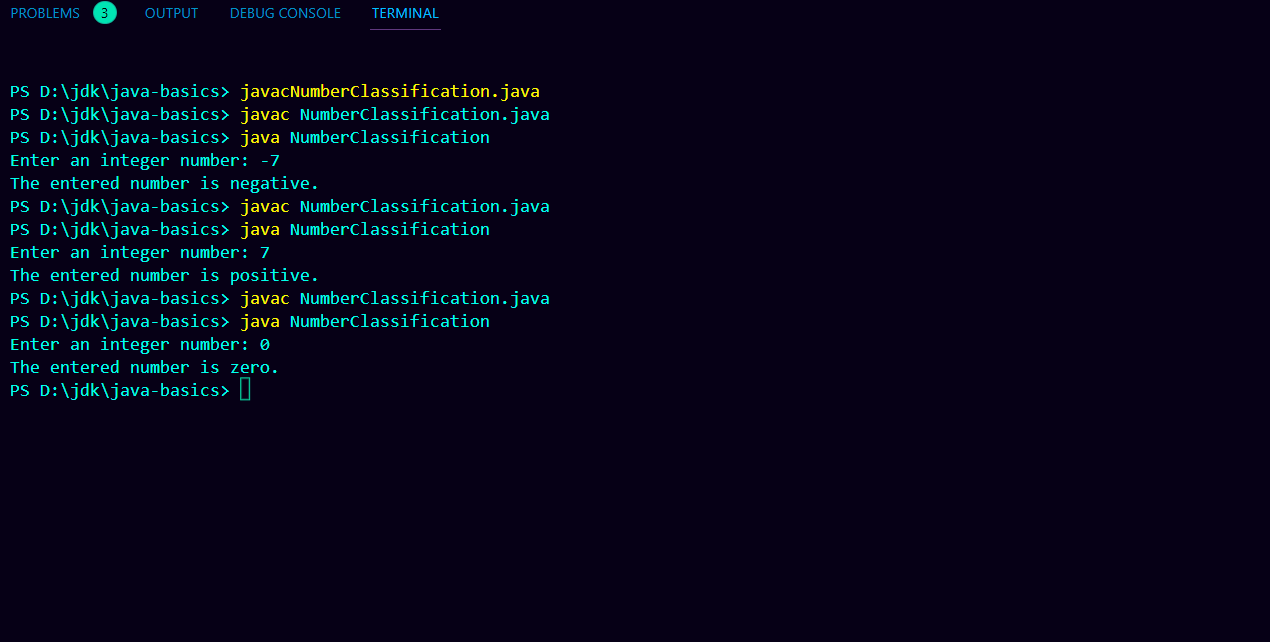 PROBLEMS 3 OUTPUT DEBUG CONSOLE TERMINAL
PS D:\jdk\java-basics> javacNumberClassification.java
PS D:\jdk\java-basics> javac NumberClassification.java
PS D:\jdk\java-basics> java NumberClassification
Enter an integer number: -7
The entered number is negative.
PS D:\jdk\java-basics> javac NumberClassification.java
PS D:\jdk\java-basics> java NumberClassification
Enter an integer number: 7
The entered number is positive.
PS D:\jdk\java-basics> javac NumberClassification.java
PS D:\jdk\java-basics> java NumberClassification
Enter an integer number: 0
The entered number is zero.
PS D:\jdk\java-basics>